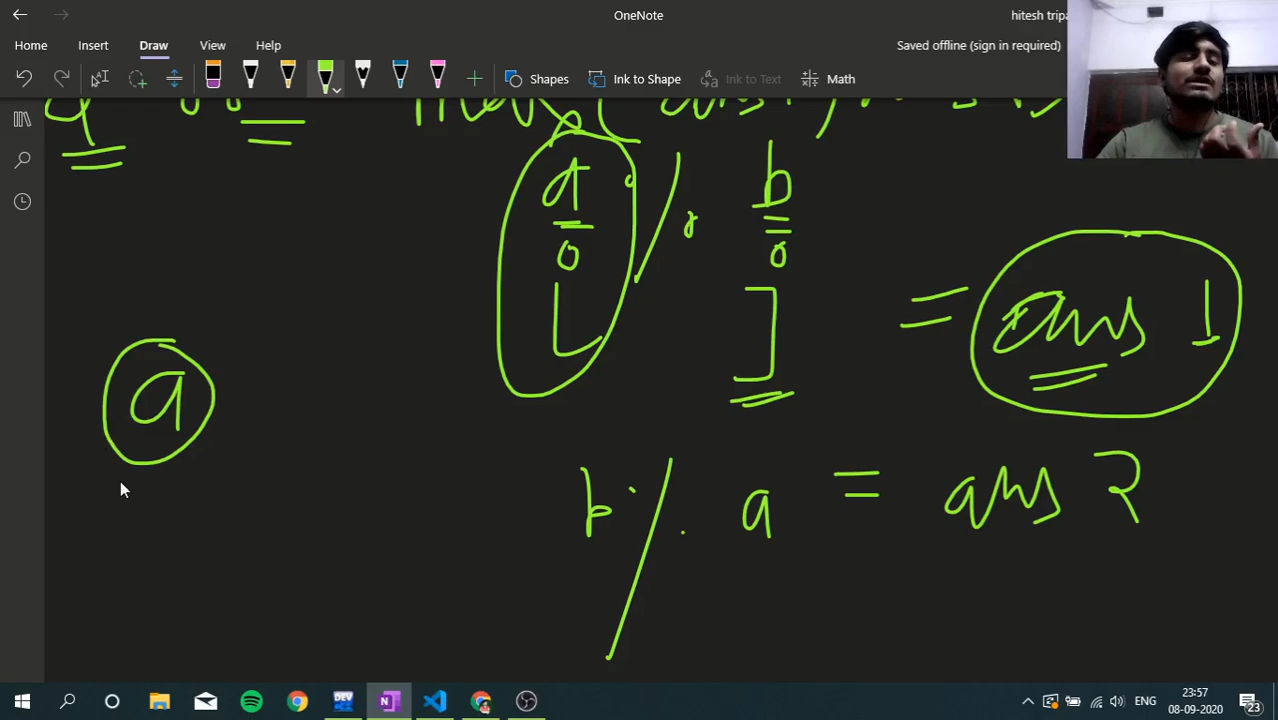 OneNote
hitesh tripa
Home Insert Draw View Help
Saved offline (sign in required)
Shapes Ink to Shape Ink to Text Math
a % b
0 0
[ ]
= ans 1
a
b % a = ans 2
ENG
23:57
08-09-2020
23